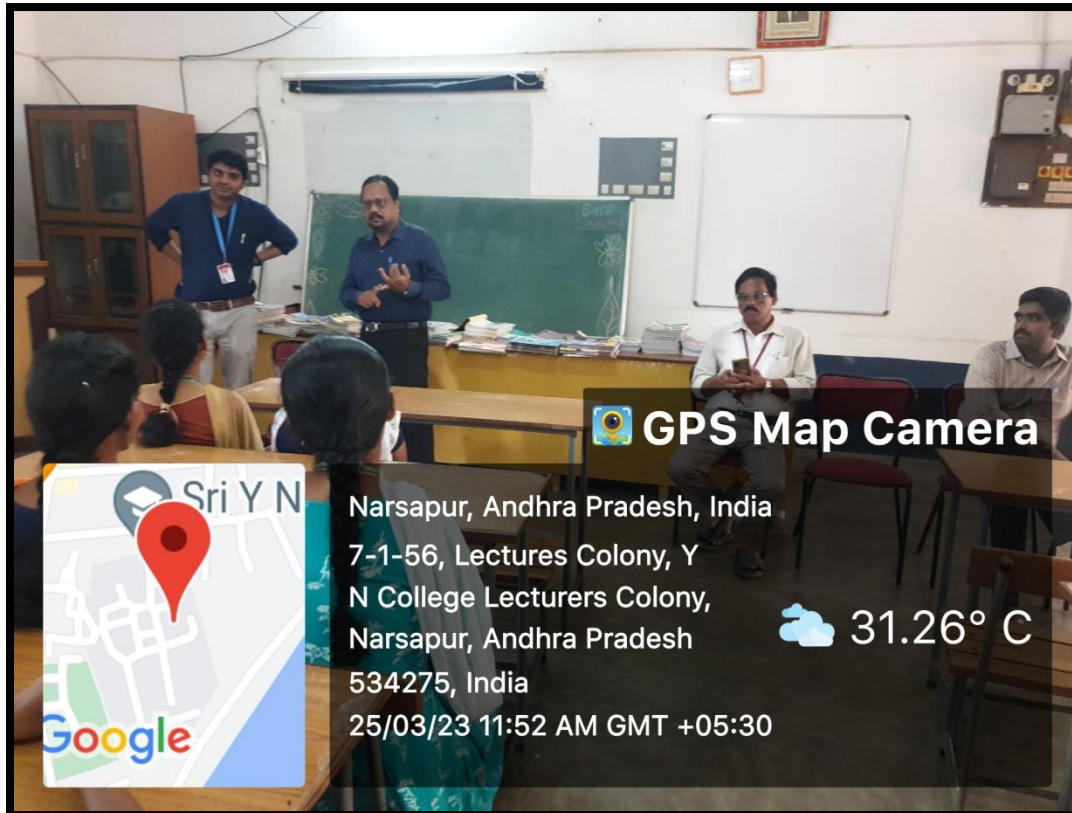 GPS Map Camera
Sri Y N
Narsapur, Andhra Pradesh, India
7-1-56, Lectures Colony, Y
N College Lecturers Colony,
Narsapur, Andhra Pradesh
534275, India
25/03/23 11:52 AM GMT +05:30
31.26° C
Google